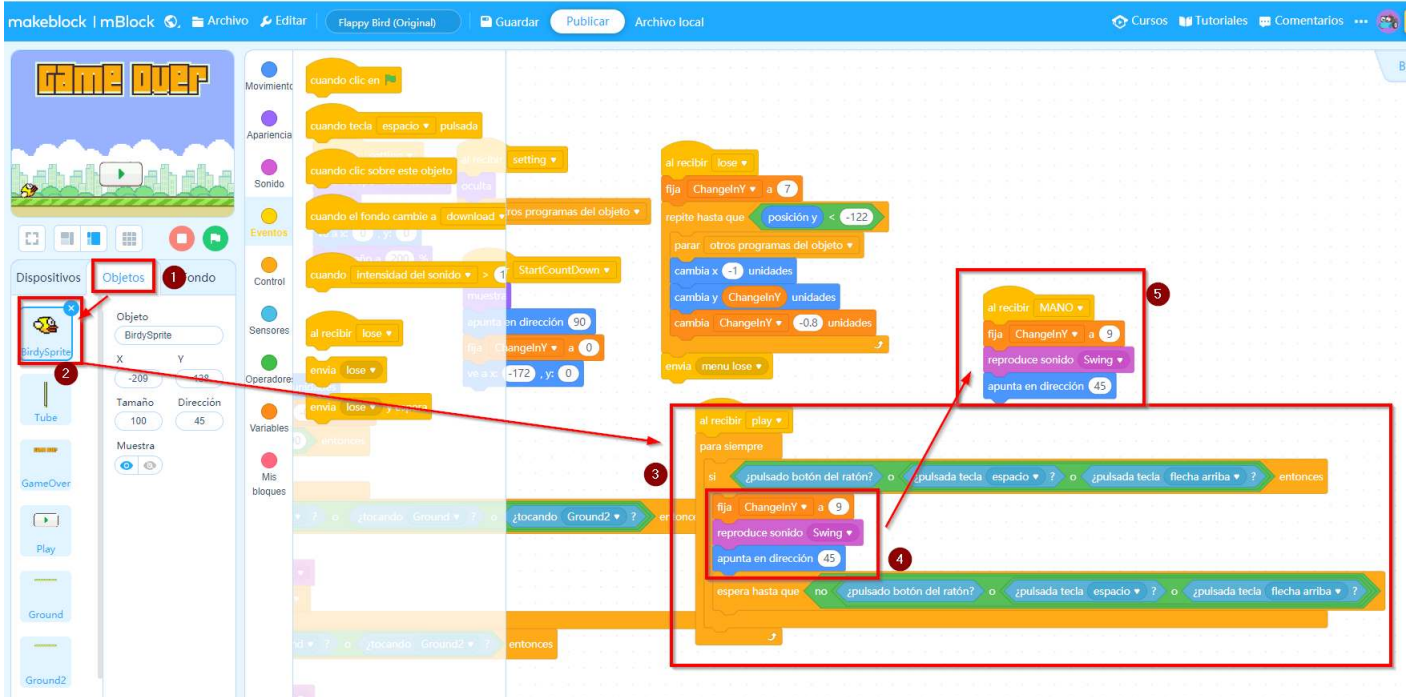 makeblock | mBlock Archivo Editar Flappy Bird (Original) Guardar Publicar Archivo local Cursos Tutoriales Comentarios
Game Over
Dispositivos Objetos Fondo
1
BirdySprite
2
Tube
GameOver
Play
Ground
Ground2
Objeto
BirdySprite
X Y
-209 -138
Tamaño Dirección
100 45
Muestra
Movimiento
Apariencia
Sonido
Eventos
Control
Sensores
Operadores
Variables
Mis
bloques
cuando clic en
cuando tecla espacio pulsada
cuando clic sobre este objeto
cuando el fondo cambie a download
cuando intensidad del sonido > 1
al recibir lose
envía lose
envía lose y espera
setting
oculta
otros programas del objeto
StartCountDown
muestra
apunta en dirección 90
fija ChangeInY a 0
ve a x: -172 , y: 0
entonces
¿tocando Ground ? o ¿tocando Ground2 ?
o ¿tocando Ground2 ? entonces
al recibir lose
fija ChangeInY a 7
repite hasta que posición y < -122
parar otros programas del objeto
cambia x -1 unidades
cambia y ChangeInY unidades
cambia ChangeInY -0.8 unidades
envía menu lose
5
al recibir MANO
fija ChangeInY a 9
reproduce sonido Swing
apunta en dirección 45
3
al recibir play
para siempre
si ¿pulsado botón del ratón? o ¿pulsada tecla espacio ? o ¿pulsada tecla flecha arriba ? entonces
fija ChangeInY a 9
reproduce sonido Swing
apunta en dirección 45
4
espera hasta que no ¿pulsado botón del ratón? o ¿pulsada tecla espacio ? o ¿pulsada tecla flecha arriba ?
B